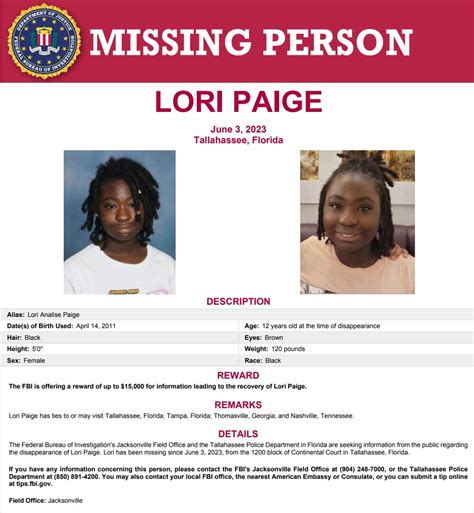 MISSING PERSON
LORI PAIGE
June 3, 2023
Tallahassee, Florida
DESCRIPTION
Alias: Lori Analise Paige
Date(s) of Birth Used: April 14, 2011 Age: 12 years old at the time of disappearance
Hair: Black Eyes: Brown
Height: 5'0" Weight: 120 pounds
Sex: Female Race: Black
REWARD
The FBI is offering a reward of up to $15,000 for information leading to the recovery of Lori Paige.
REMARKS
Lori Paige has ties to or may visit Tallahassee, Florida; Tampa, Florida; Thomasville, Georgia; and Nashville, Tennessee.
DETAILS
The Federal Bureau of Investigation's Jacksonville Field Office and the Tallahassee Police Department in Florida are seeking information from the public regarding
the disappearance of Lori Paige. Lori has been missing since June 3, 2023, from the 1200 block of Continental Court in Tallahassee, Florida.
If you have any information concerning this person, please contact the FBI's Jacksonville Field Office at (904) 248-7000, or the Tallahassee Police
Department at (850) 891-4200. You may also contact your local FBI office, the nearest American Embassy or Consulate, or you can submit a tip online
at tips.fbi.gov.
Field Office: Jacksonville